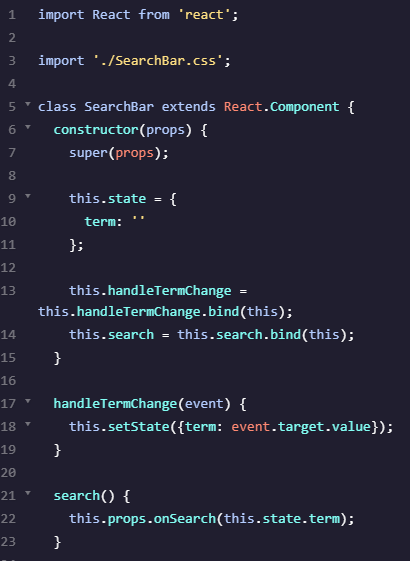 1 import React from 'react';
2
3 import './SearchBar.css';
4
5 class SearchBar extends React.Component {
6 constructor(props) {
7 super(props);
8
9 this.state = {
10 term: ''
11 };
12
13 this.handleTermChange =
this.handleTermChange.bind(this);
14 this.search = this.search.bind(this);
15 }
16
17 handleTermChange(event) {
18 this.setState({term: event.target.value});
19 }
20
21 search() {
22 this.props.onSearch(this.state.term);
23 }